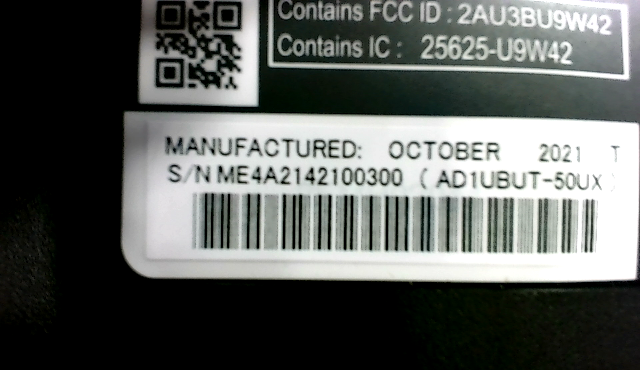 Contains FCC ID : 2AU3BU9W42
Contains IC : 25625-U9W42
MANUFACTURED: OCTOBER 2021 T
S/N ME4A2142100300 ( AD1UBUT-50UX )